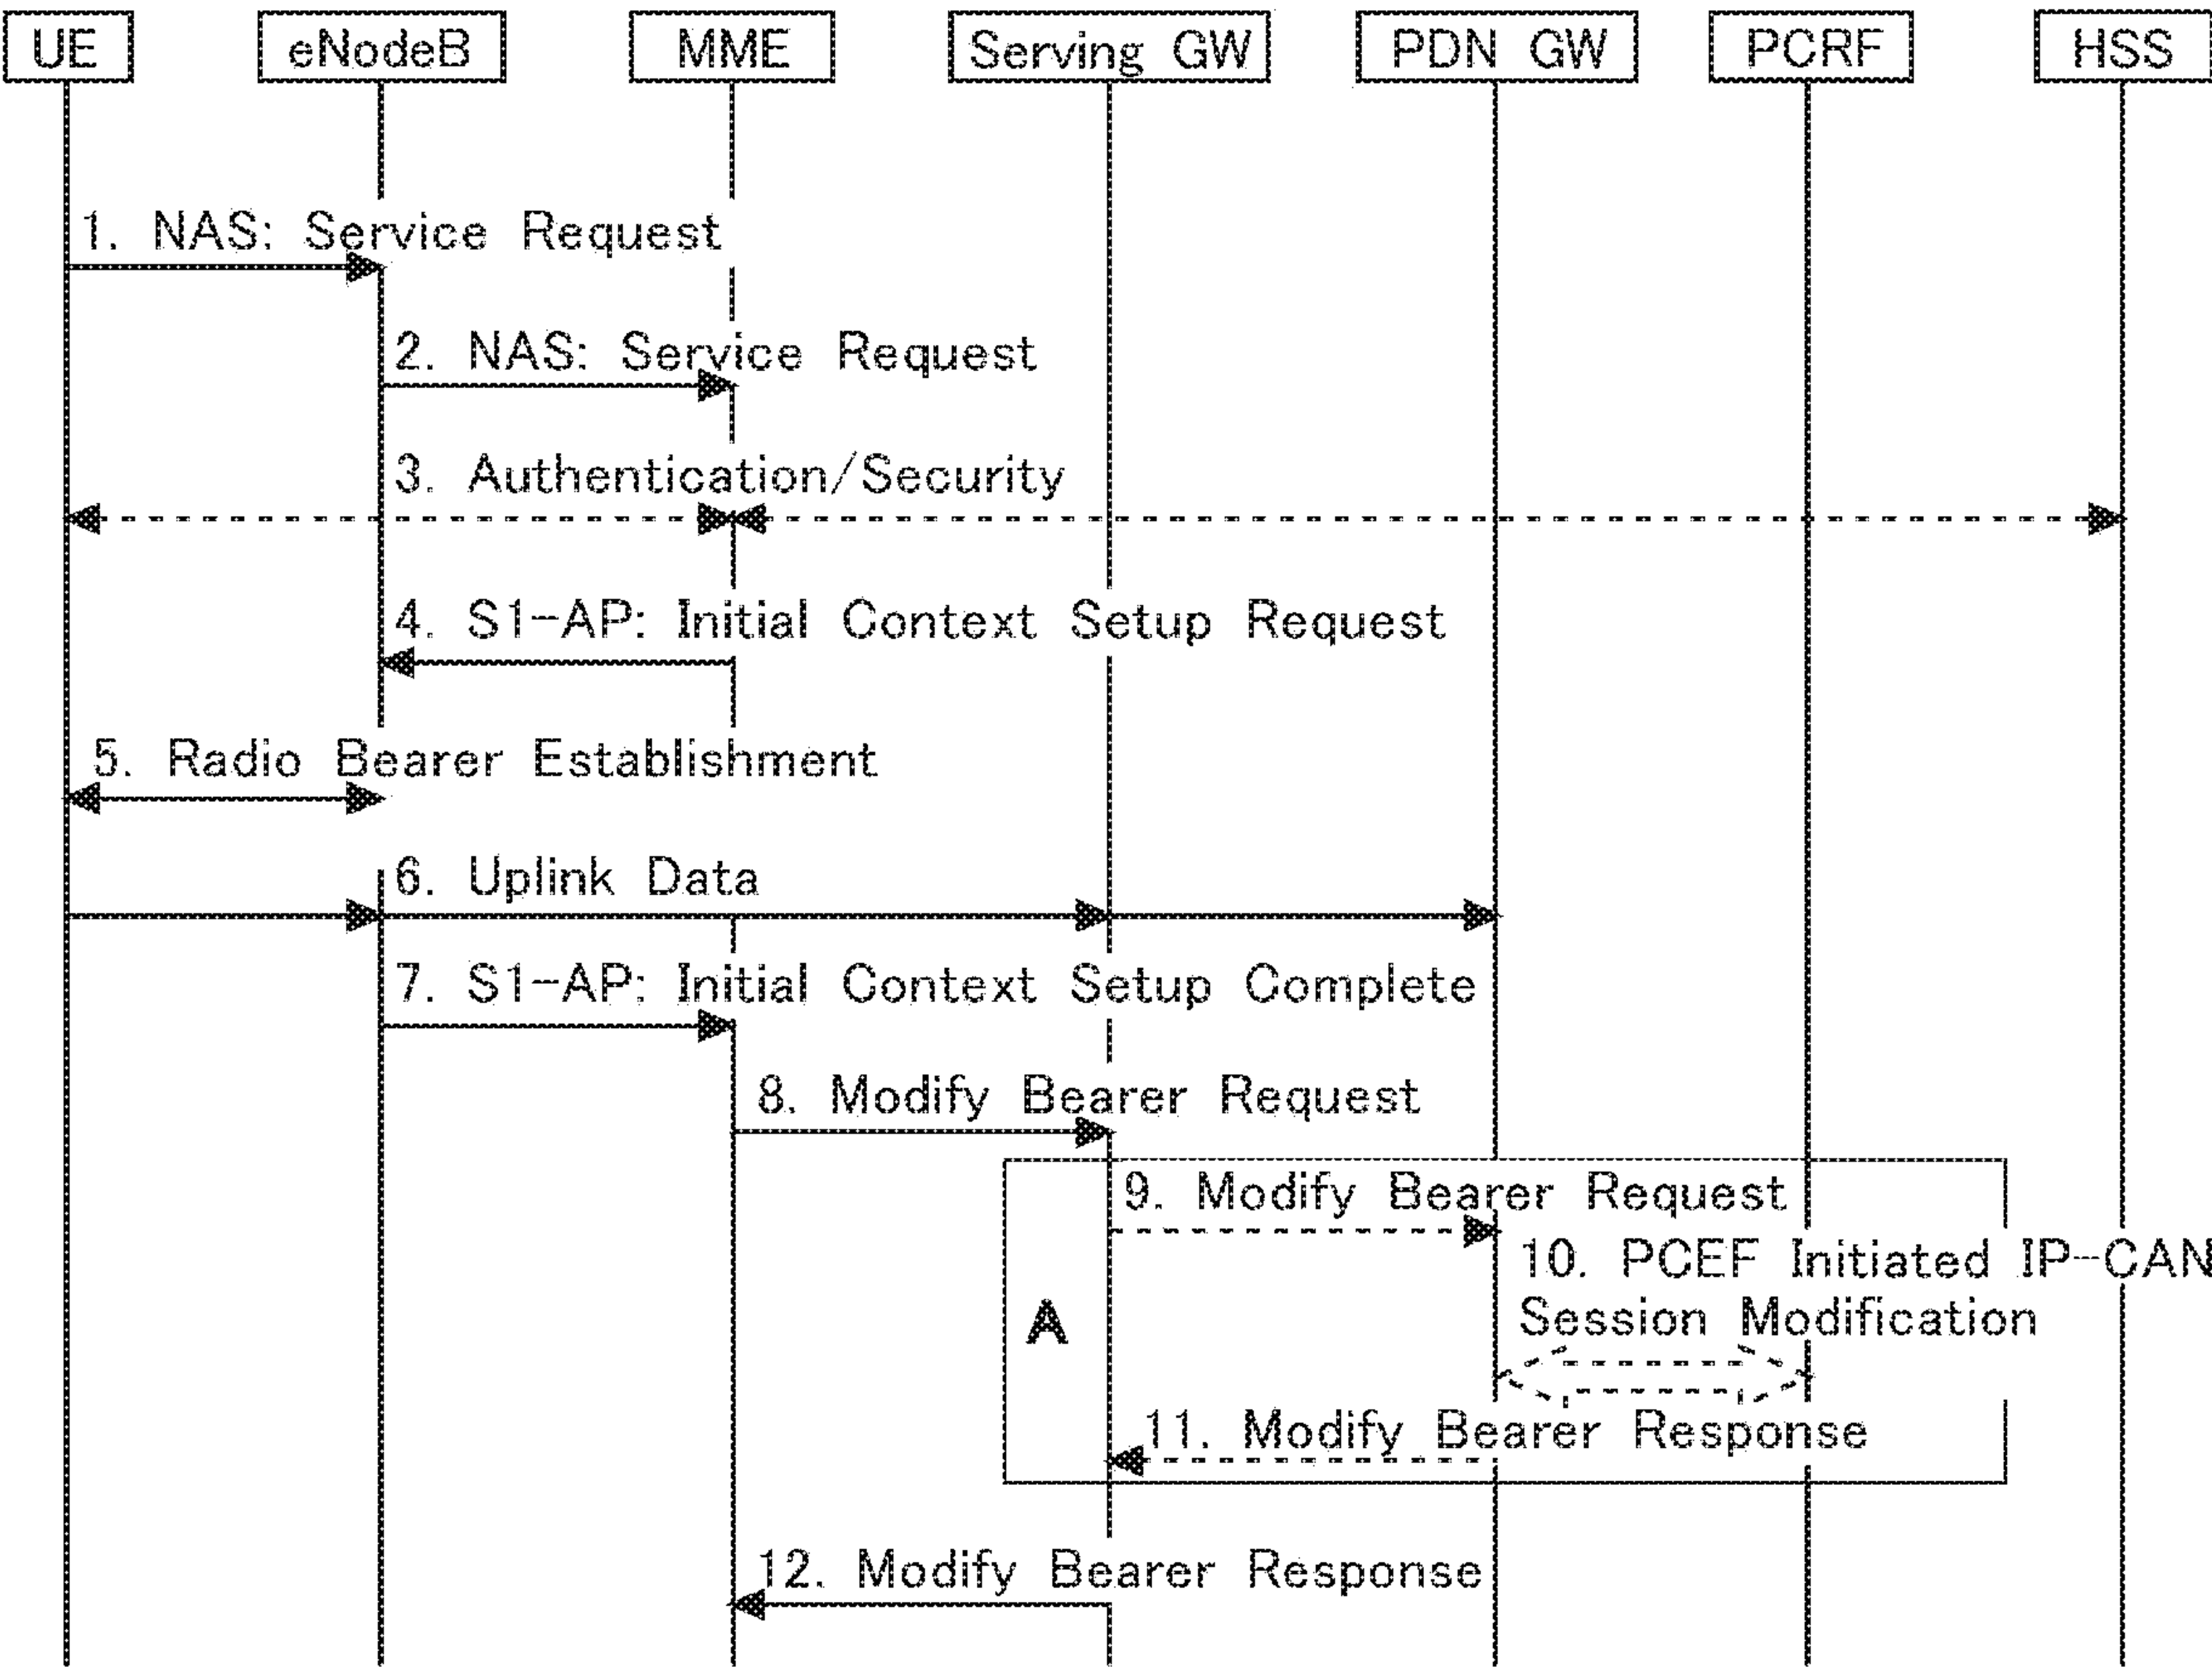 UE
eNodeB
MME
Serving GW
PDN GW
PCRF
HSS
1. NAS: Service Request
2. NAS: Service Request
3. Authentication/Security
4. S1-AP: Initial Context Setup Request
5. Radio Bearer Establishment
6. Uplink Data
7. S1-AP: Initial Context Setup Complete
8. Modify Bearer Request
9. Modify Bearer Request
10. PCEF Initiated IP-CAN
Session Modification
A
11. Modify Bearer Response
12. Modify Bearer Response